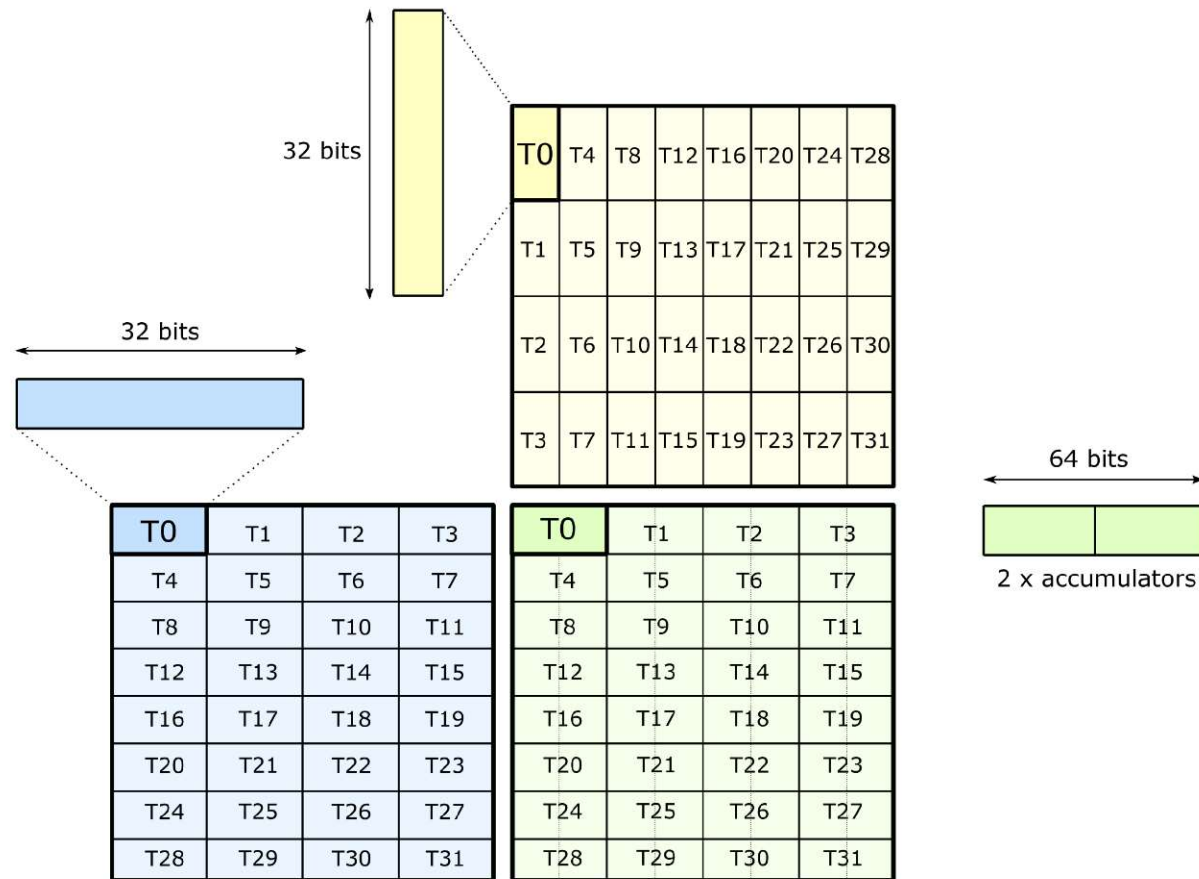 32 bits
T0 T4 T8 T12 T16 T20 T24 T28
T1 T5 T9 T13 T17 T21 T25 T29
T2 T6 T10 T14 T18 T22 T26 T30
T3 T7 T11 T15 T19 T23 T27 T31
32 bits
T0 T1 T2 T3
T4 T5 T6 T7
T8 T9 T10 T11
T12 T13 T14 T15
T16 T17 T18 T19
T20 T21 T22 T23
T24 T25 T26 T27
T28 T29 T30 T31
T0 T1 T2 T3
T4 T5 T6 T7
T8 T9 T10 T11
T12 T13 T14 T15
T16 T17 T18 T19
T20 T21 T22 T23
T24 T25 T26 T27
T28 T29 T30 T31
64 bits
2 x accumulators